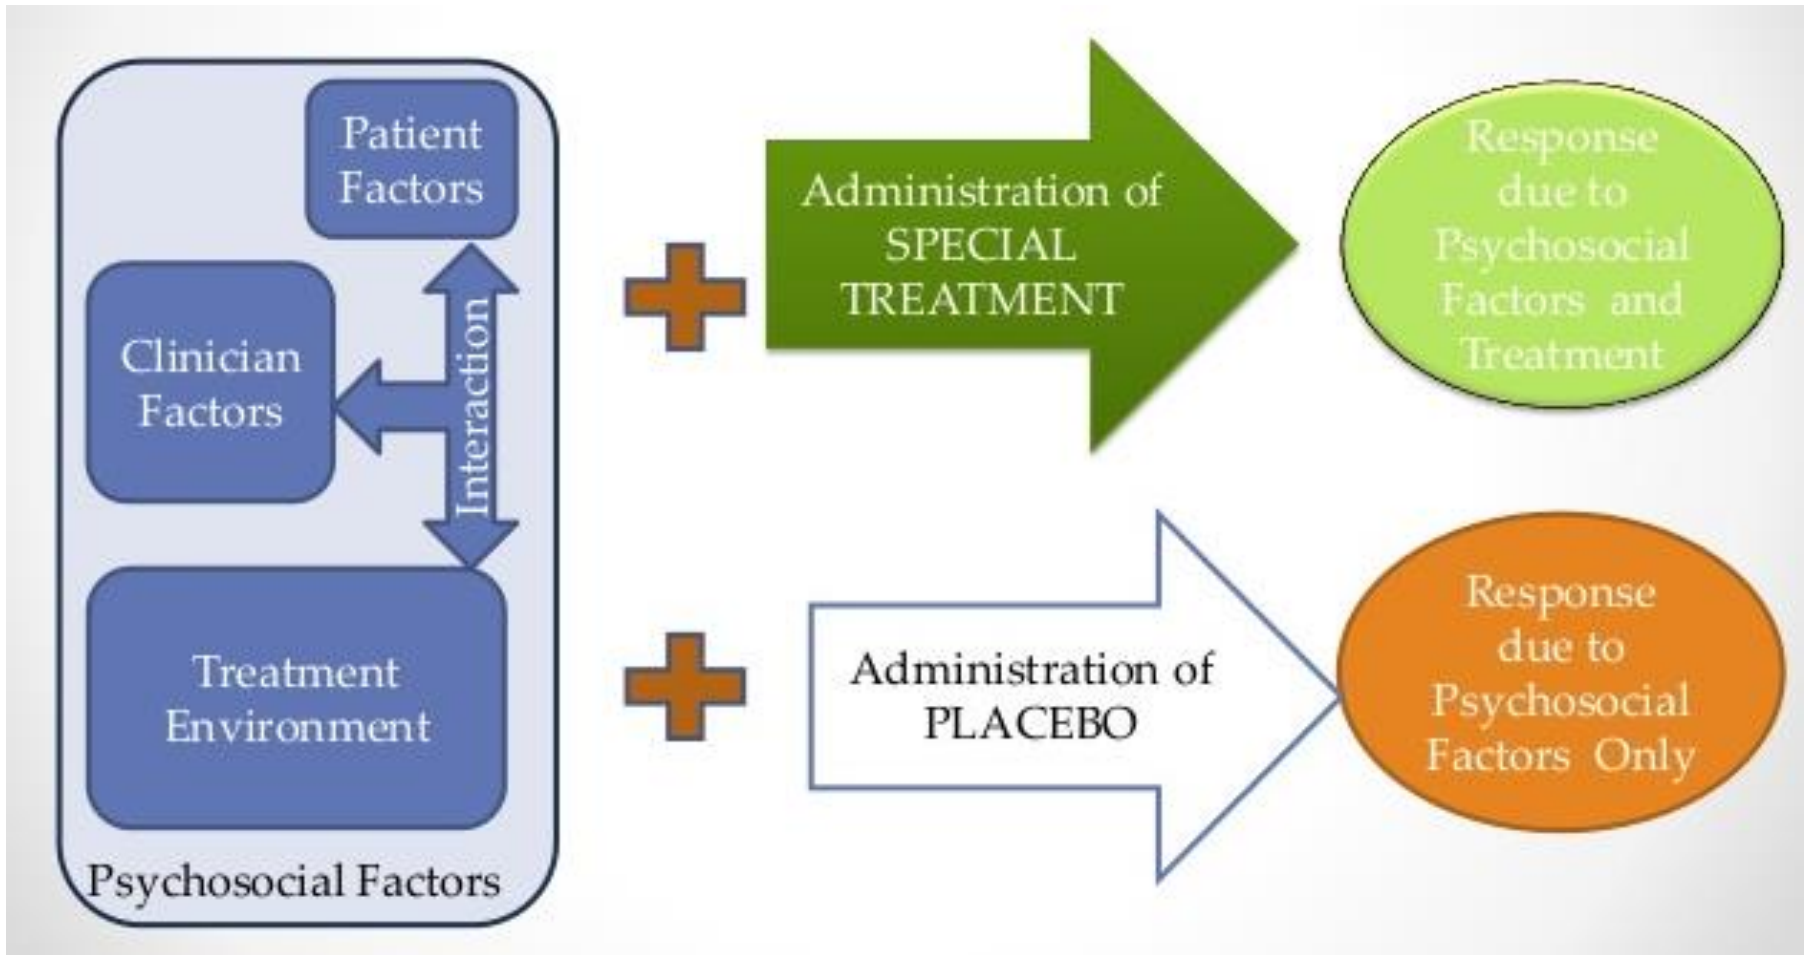 Patient
Factors
Clinician
Factors
Interaction
Treatment
Environment
Psychosocial Factors
Administration of
SPECIAL
TREATMENT
Response
due to
Psychosocial
Factors and
Treatment
Administration of
PLACEBO
Response
due to
Psychosocial
Factors Only